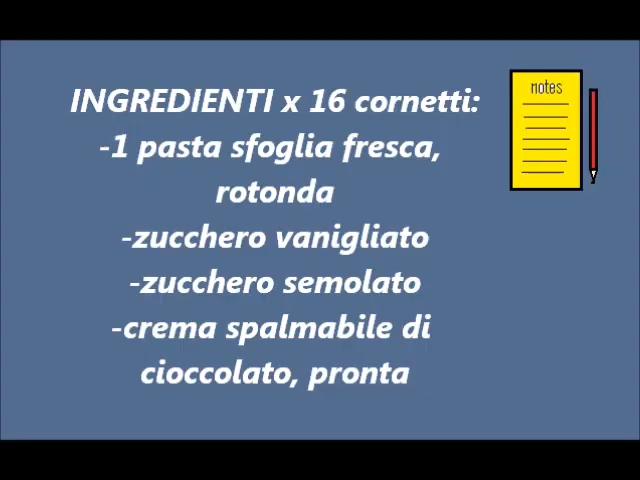 INGREDIENTI x 16 cornetti:
-1 pasta sfoglia fresca,
rotonda
-zucchero vanigliato
-zucchero semolato
-crema spalmabile di
cioccolato, pronta
notes